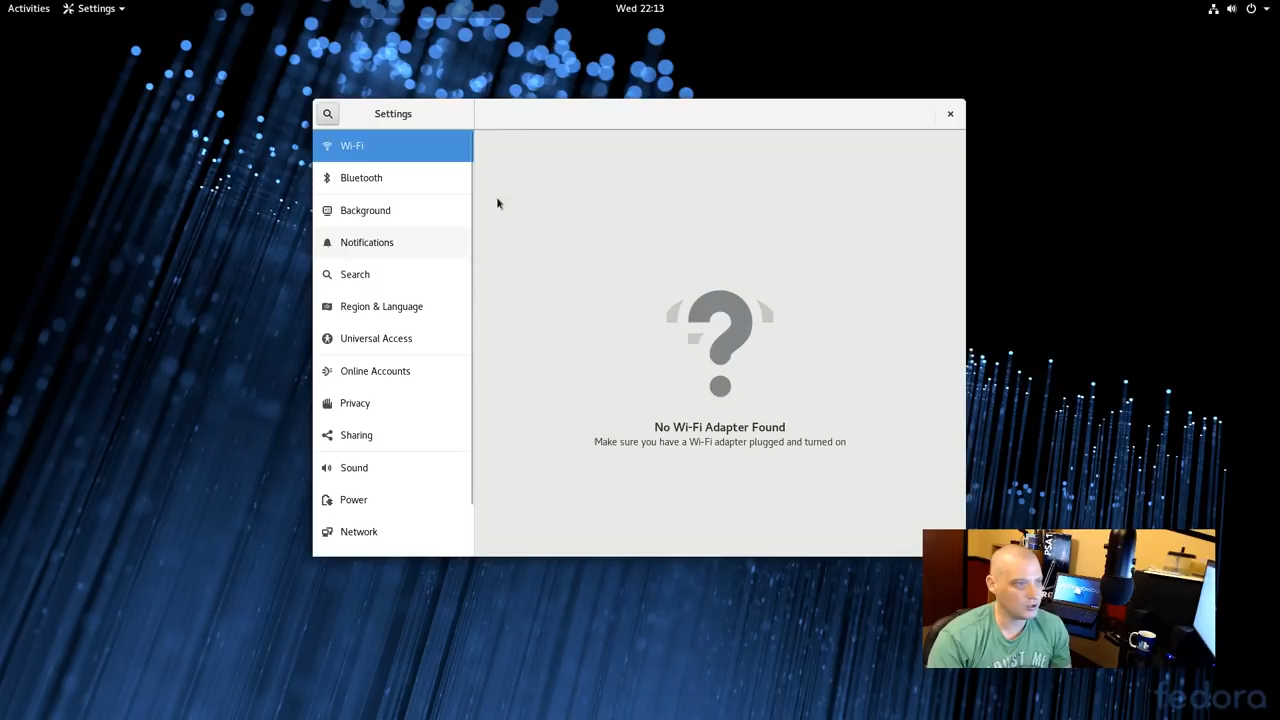 Activities
Settings
Wed 22:13
Settings
Wi-Fi
Bluetooth
Background
Notifications
Search
Region & Language
Universal Access
Online Accounts
Privacy
Sharing
Sound
Power
Network
No Wi-Fi Adapter Found
Make sure you have a Wi-Fi adapter plugged and turned on
PSA1
fedora